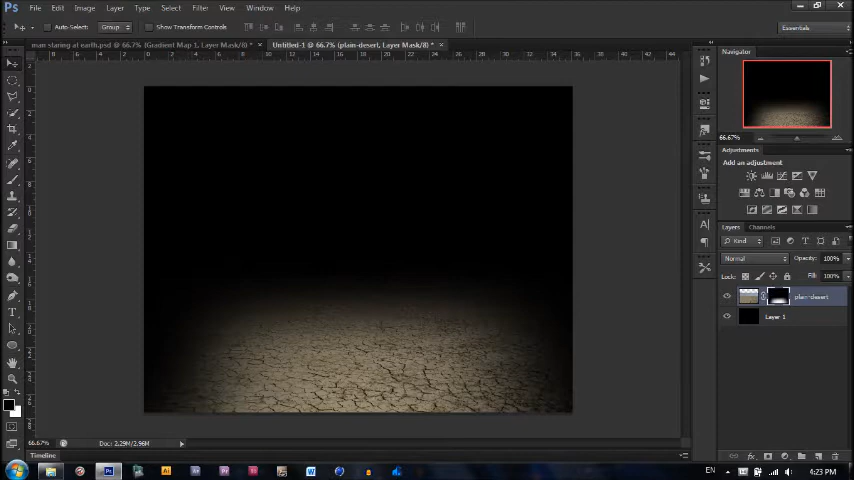 Ps File Edit Image Layer Type Select Filter View Window Help
Auto-Select: Group Show Transform Controls Essentials
man staring at earth.psd @ 66.7% (Gradient Map 1, Layer Mask/8) * × Untitled-1 @ 66.7% (plain-desert, Layer Mask/8) * ×
Navigator
66.67%
Adjustments
Add an adjustment
Layers Channels
Kind
Normal Opacity: 100%
Lock: Fill: 100%
plain-desert
Layer 1
66.67% Doc: 2.29M/2.96M
Timeline
EN 4:23 PM